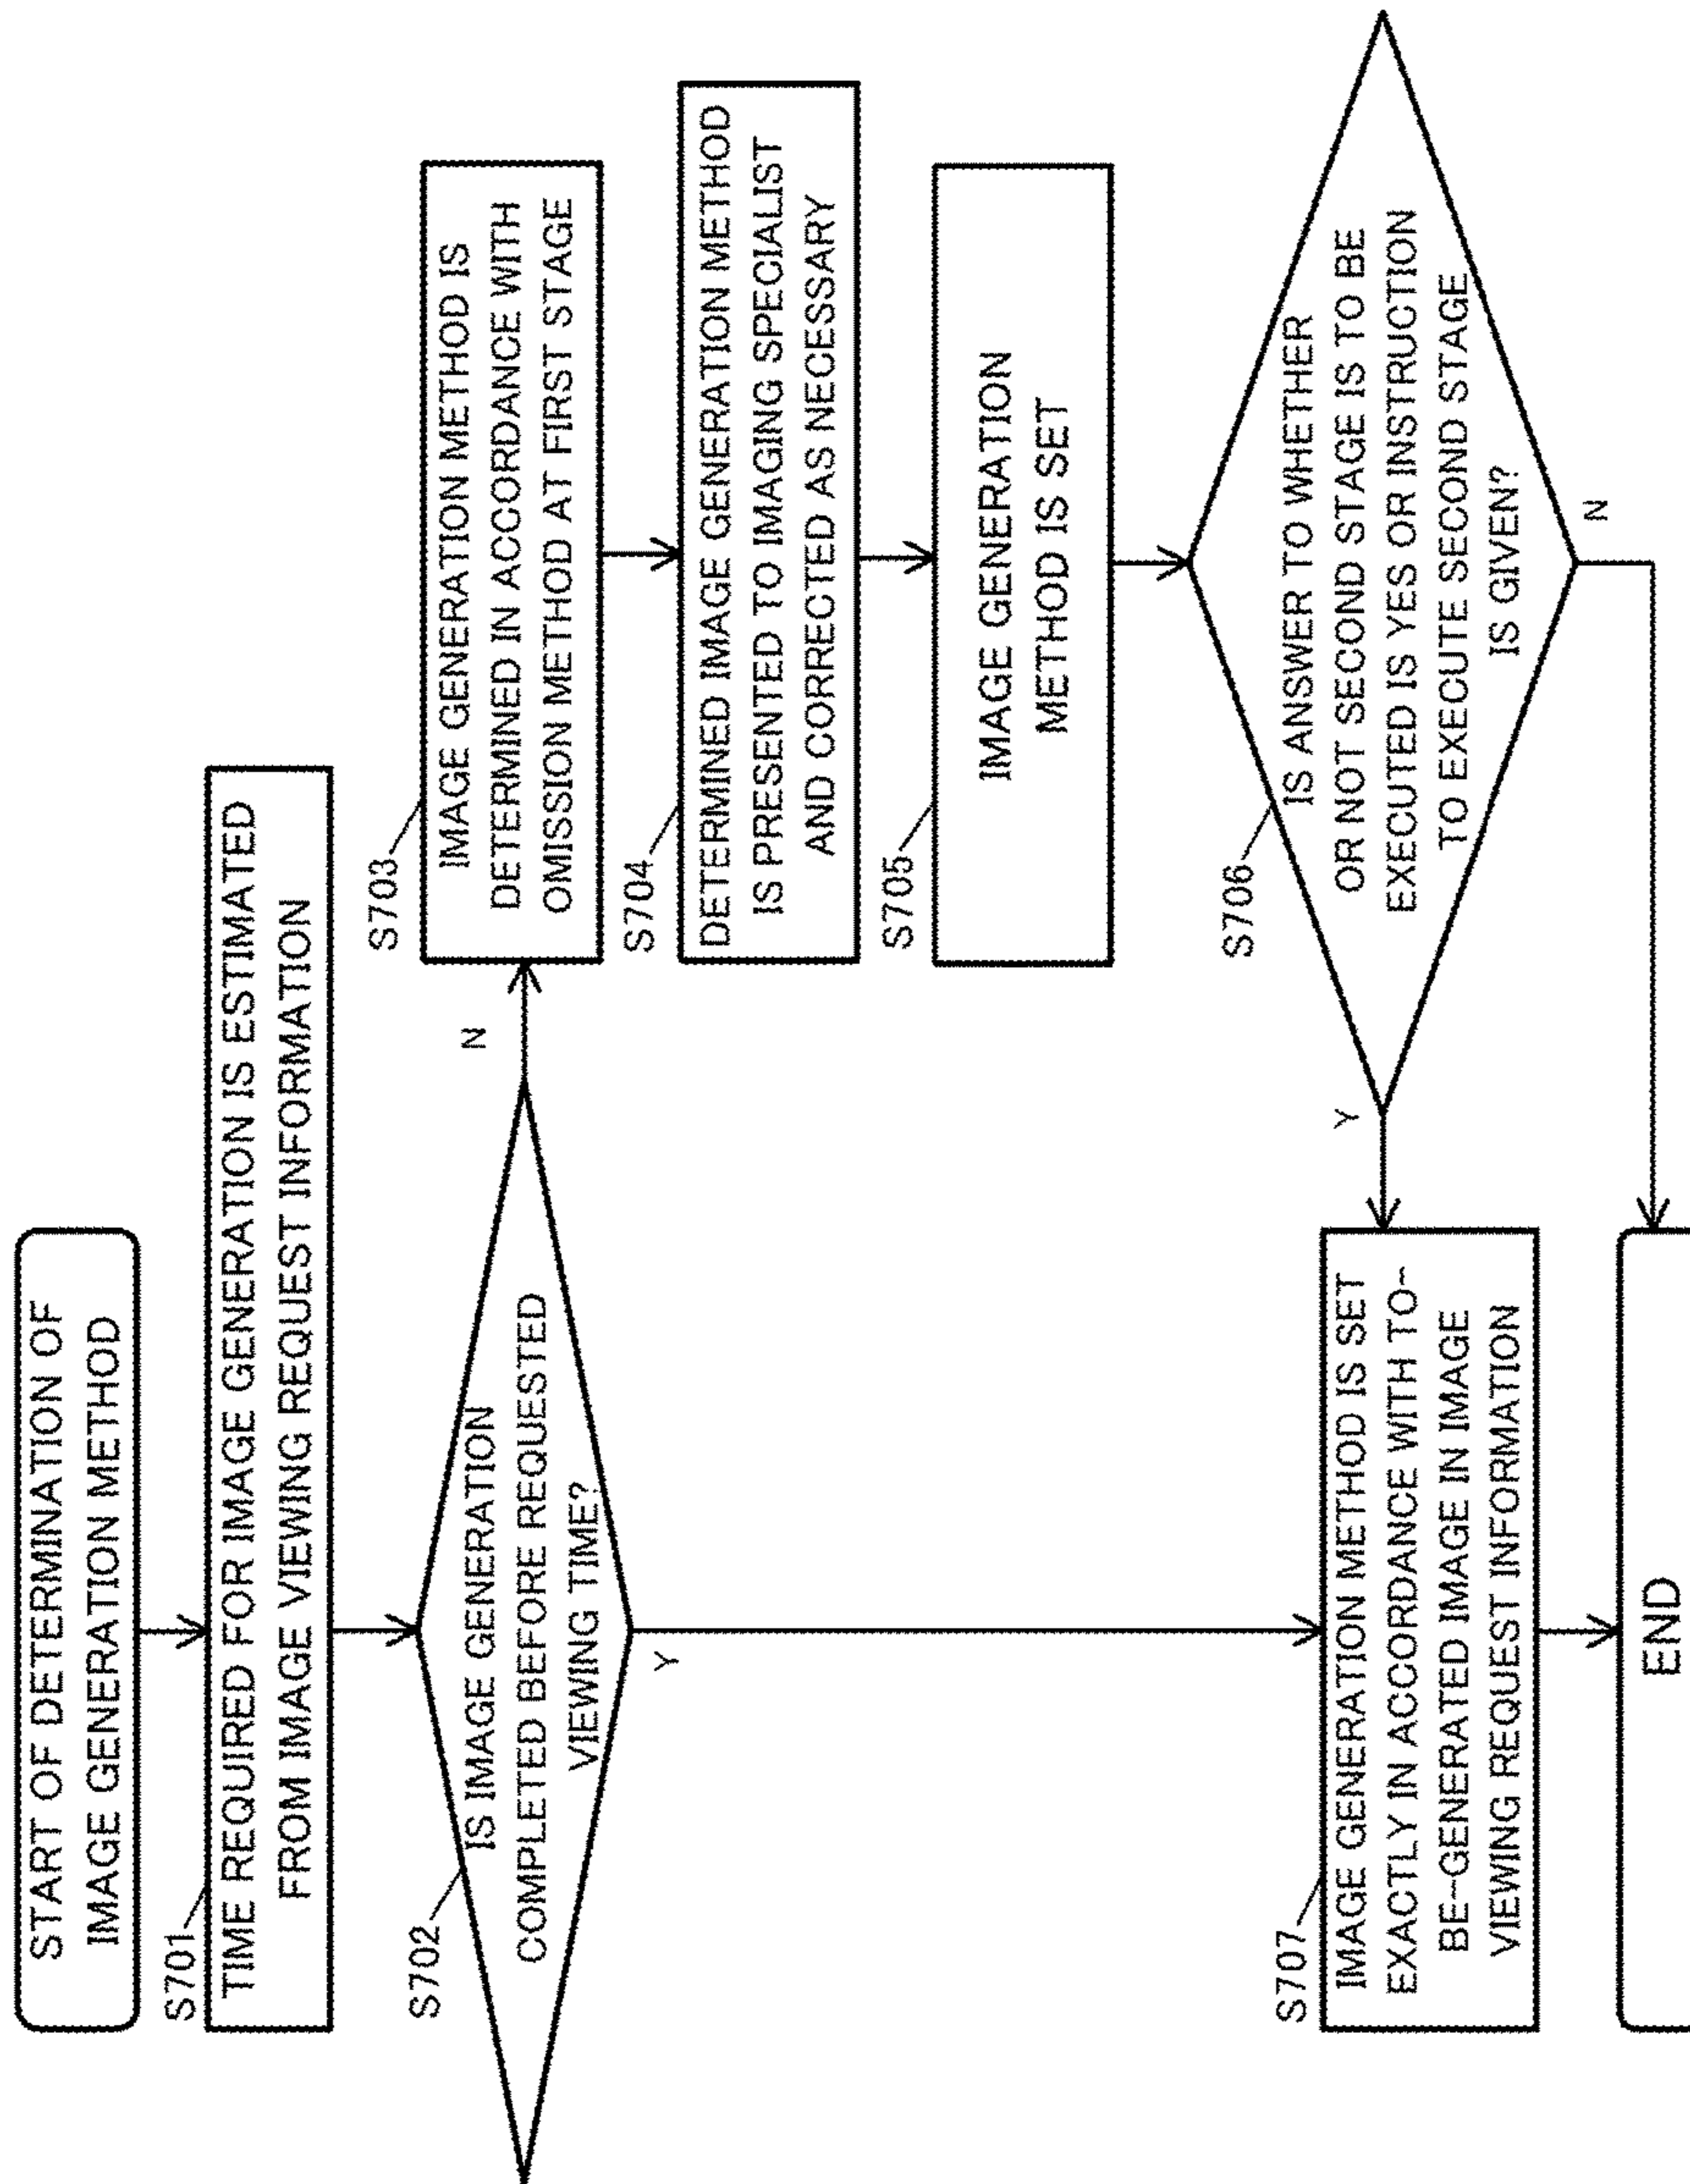 START OF DETERMINATION OF
IMAGE GENERATION METHOD
S701
TIME REQUIRED FOR IMAGE GENERATION IS ESTIMATED
FROM IMAGE VIEWING REQUEST INFORMATION
S702
IS IMAGE GENERATION
COMPLETED BEFORE REQUESTED
VIEWING TIME?
N
Y
S703
IMAGE GENERATION METHOD IS
DETERMINED IN ACCORDANCE WITH
OMISSION METHOD AT FIRST STAGE
S704
DETERMINED IMAGE GENERATION METHOD
IS PRESENTED TO IMAGING SPECIALIST
AND CORRECTED AS NECESSARY
S705
IMAGE GENERATION
METHOD IS SET
S706
IS ANSWER TO WHETHER
OR NOT SECOND STAGE IS TO BE
EXECUTED IS YES OR INSTRUCTION
TO EXECUTE SECOND STAGE
IS GIVEN?
Y
N
S707
IMAGE GENERATION METHOD IS SET
EXACTLY IN ACCORDANCE WITH TO-
BE-GENERATED IMAGE IN IMAGE
VIEWING REQUEST INFORMATION
END